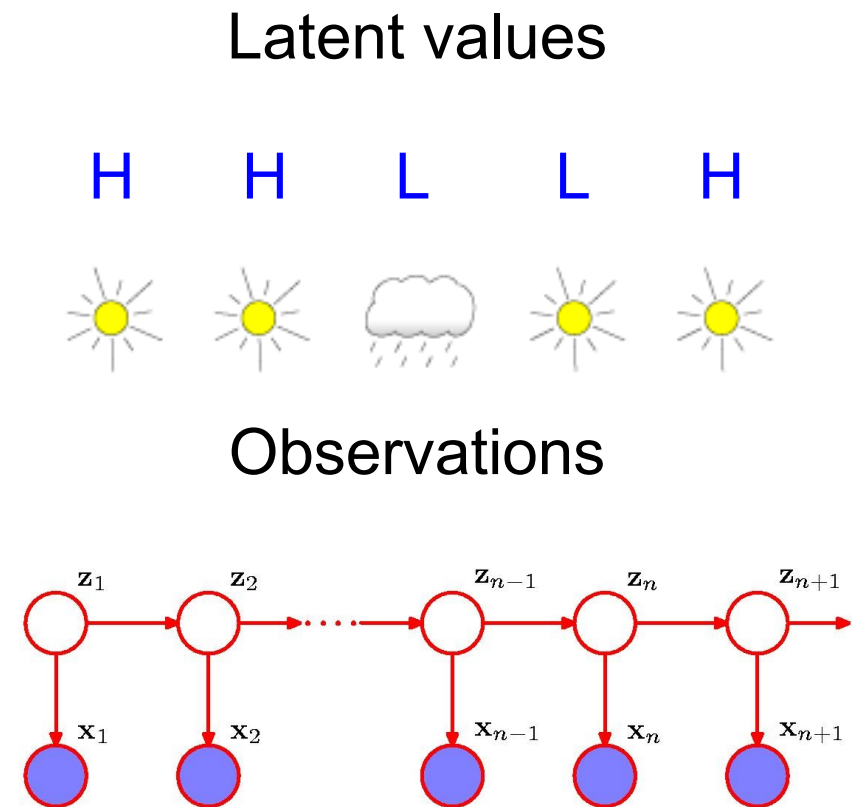 Latent values
H H L L H
Observations
z₁ z₂ zₙ₋₁ zₙ zₙ₊₁
x₁ x₂ xₙ₋₁ xₙ xₙ₊₁